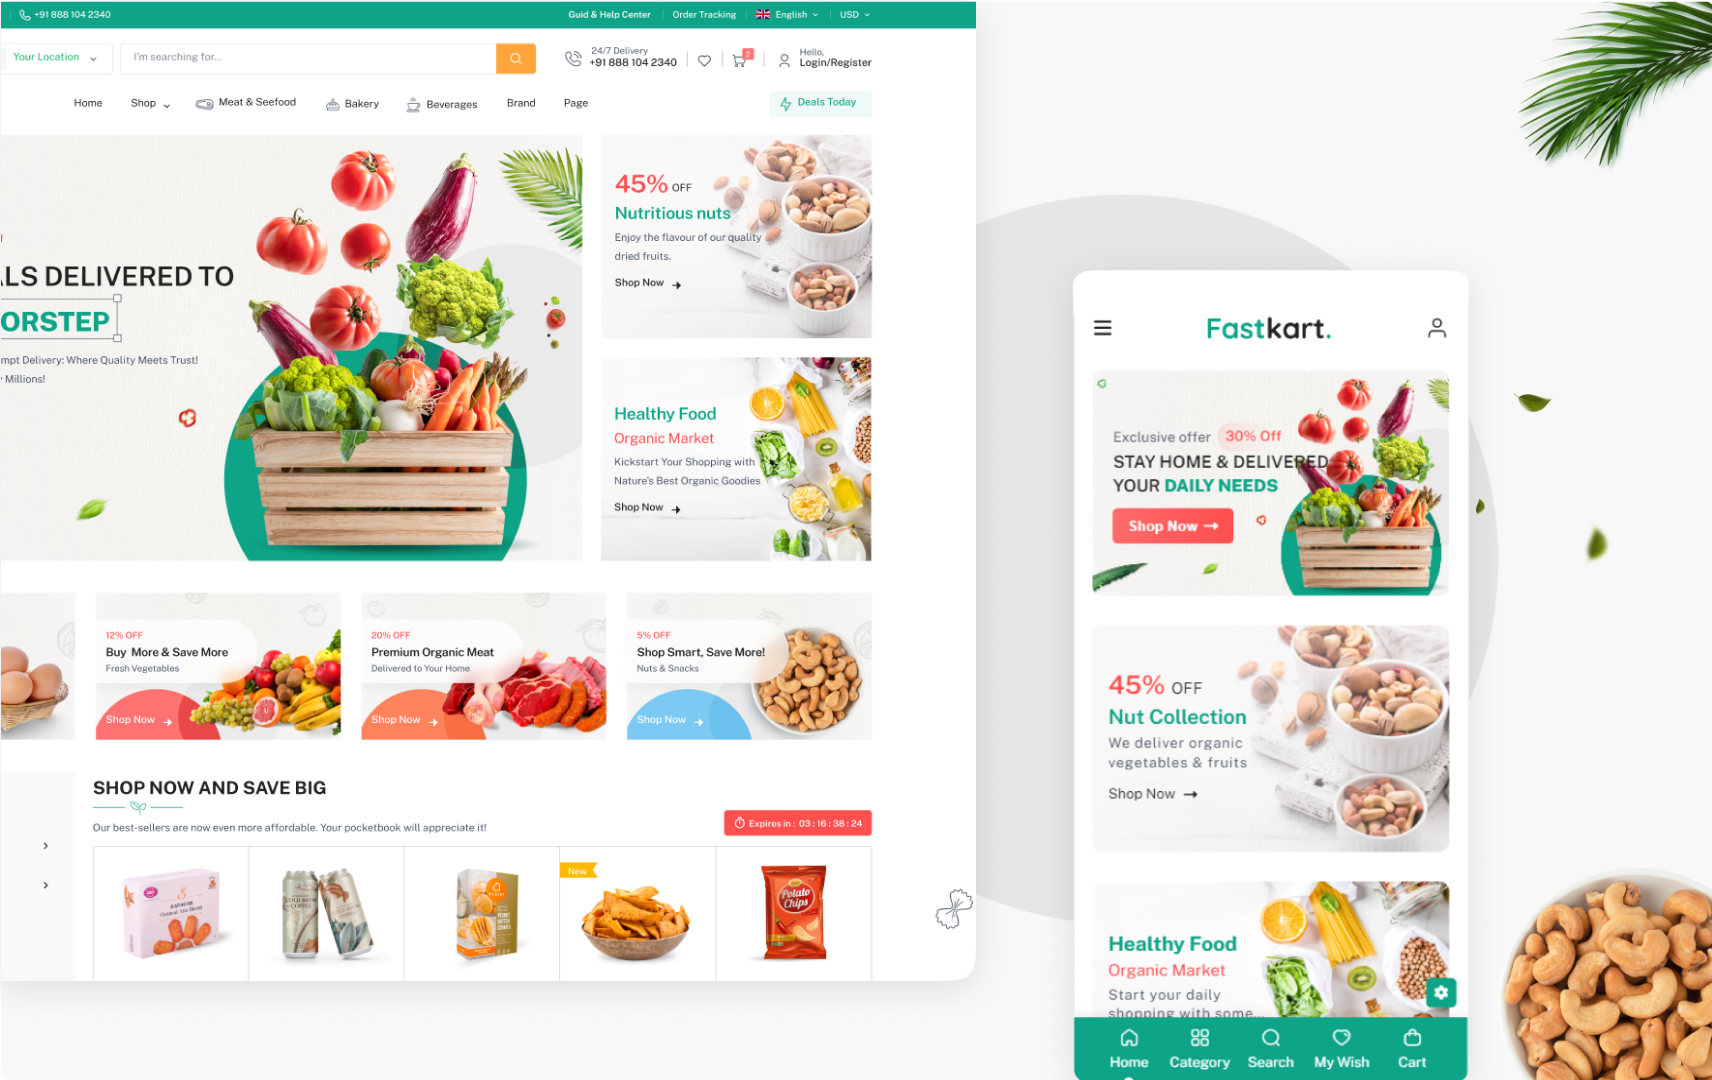 +91 888 104 2340
Guid & Help Center
Order Tracking
English
USD
Your Location
I'm searching for...
24/7 Delivery
+91 888 104 2340
2
Hello,
Login/Register
Home
Shop
Meat & Seefood
Bakery
Beverages
Brand
Page
Deals Today
LS DELIVERED TO
ORSTEP
mpt Delivery: Where Quality Meets Trust!
Millions!
45% OFF
Nutritious nuts
Enjoy the flavour of our quality
dried fruits.
Shop Now
Healthy Food
Organic Market
Kickstart Your Shopping with
Nature's Best Organic Goodies
Shop Now
12% OFF
Buy More & Save More
Fresh Vegetables
Shop Now
20% OFF
Premium Organic Meat
Delivered to Your Home
Shop Now
5% OFF
Shop Smart, Save More!
Nuts & Snacks
Shop Now
SHOP NOW AND SAVE BIG
Our best-sellers are now even more affordable. Your pocketbook will appreciate it!
Expires in : 03 : 16 : 38 : 24
COLD BREW
COFFEE
New
Potato
Chips
Fastkart.
Exclusive offer 30% Off
STAY HOME & DELIVERED
YOUR DAILY NEEDS
Shop Now
45% OFF
Nut Collection
We deliver organic
vegetables & fruits
Shop Now
Healthy Food
Organic Market
Start your daily
shopping with some...
Home
Category
Search
My Wish
Cart